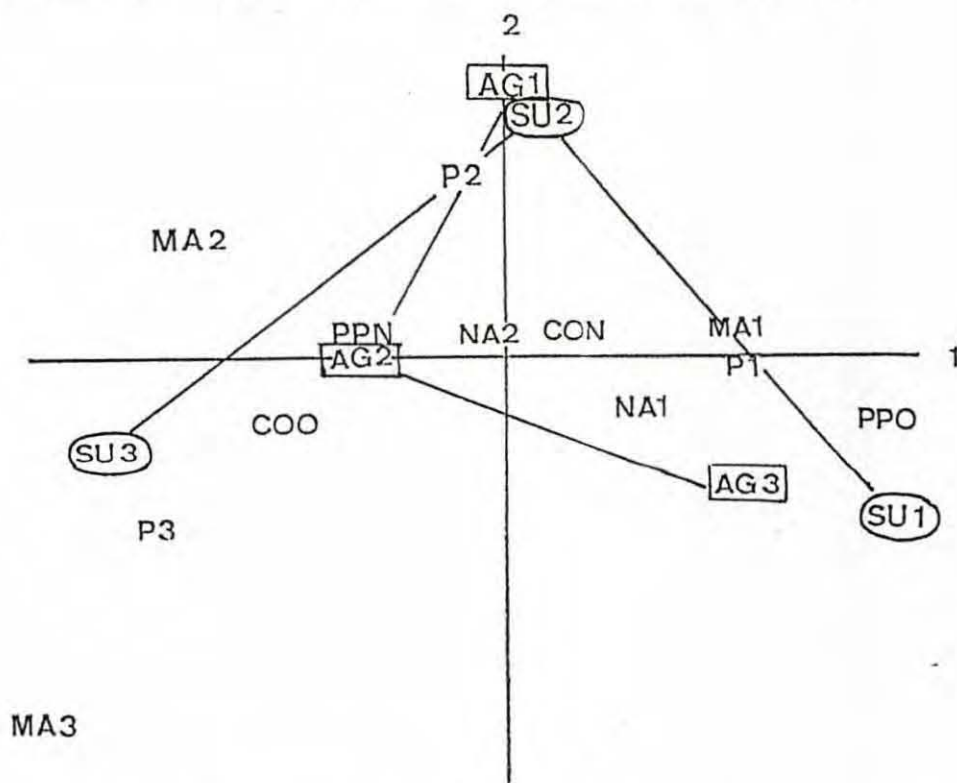 2
AG1
SU2
P2
MA2
PPN
NA2
CON
MA1
1
AG2
P1
NA1
PPO
COO
SU3
AG3
SU1
P3
MA3